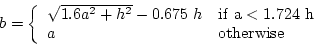 b = { √(1.6a² + h²) − 0.675 h if a < 1.724 h
a otherwise